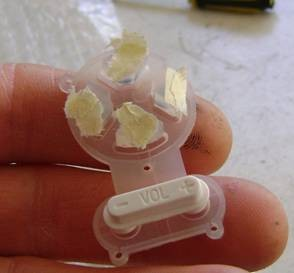 - VOL +